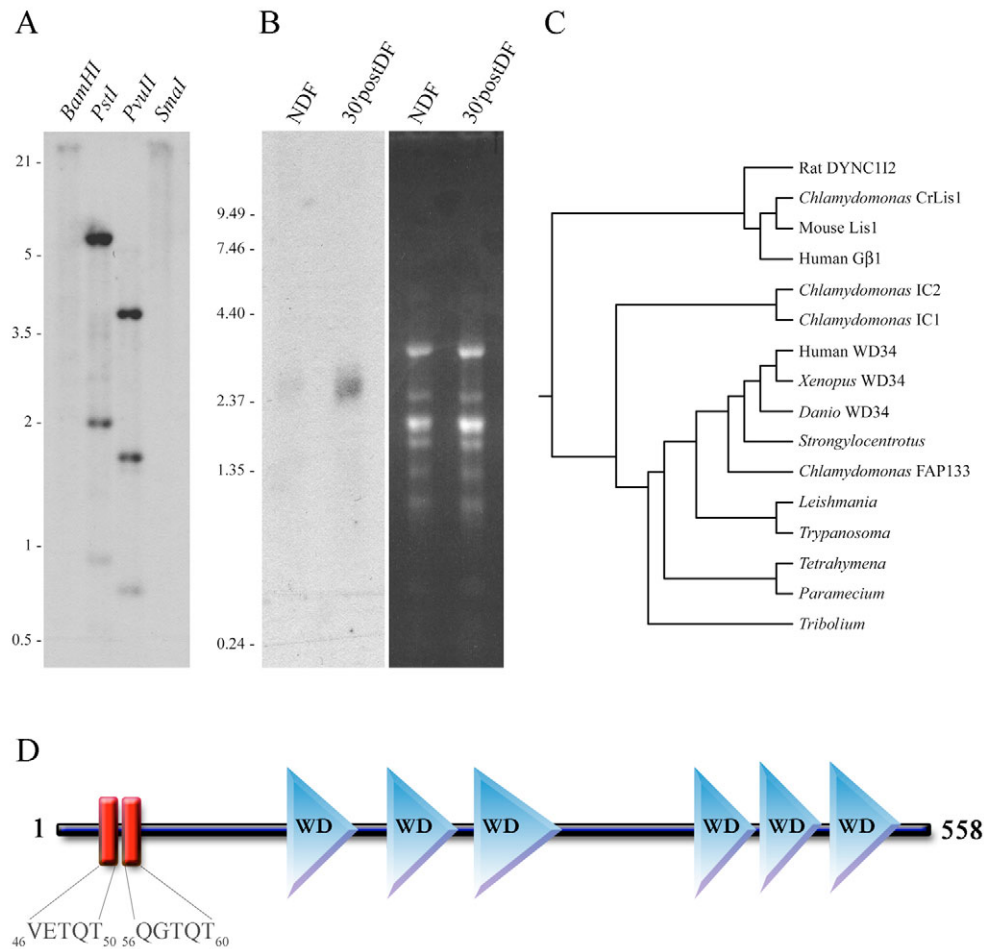 A
B
C
BamHI
PstI
PvuII
SmaI
21 -
5 -
3.5 -
2 -
1 -
0.5 -
NDF
30'postDF
NDF
30'postDF
9.49 -
7.46 -
4.40 -
2.37 -
1.35 -
0.24 -
Rat DYNC1I2
Chlamydomonas CrLis1
Mouse Lis1
Human Gβ1
Chlamydomonas IC2
Chlamydomonas IC1
Human WD34
Xenopus WD34
Danio WD34
Strongylocentrotus
Chlamydomonas FAP133
Leishmania
Trypanosoma
Tetrahymena
Paramecium
Tribolium
D
1
WD
WD
WD
WD
WD
WD
558
46VETQT50 56QGTQT60